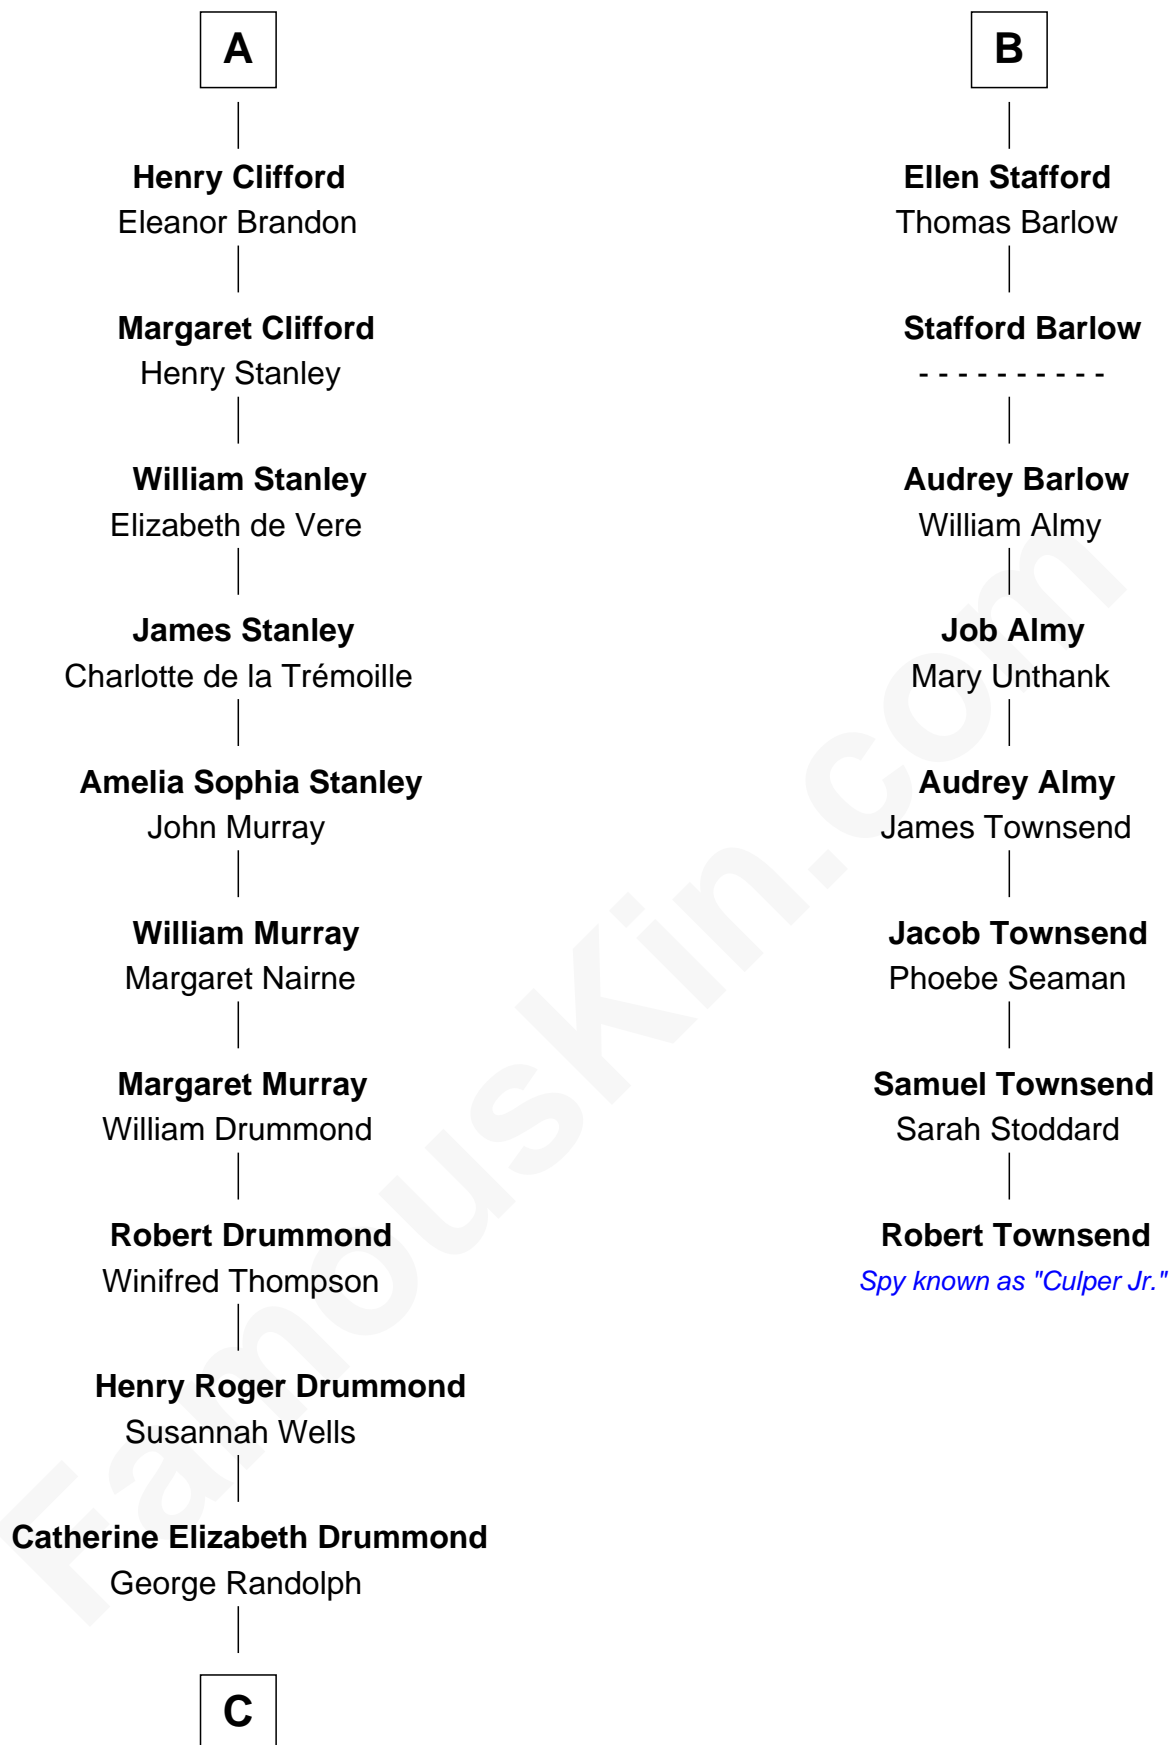 A
Henry Clifford
Eleanor Brandon
Margaret Clifford
Henry Stanley
William Stanley
Elizabeth de Vere
James Stanley
Charlotte de la Trémoille
Amelia Sophia Stanley
John Murray
William Murray
Margaret Nairne
Margaret Murray
William Drummond
Robert Drummond
Winifred Thompson
Henry Roger Drummond
Susannah Wells
Catherine Elizabeth Drummond
George Randolph
C
B
Ellen Stafford
Thomas Barlow
Stafford Barlow
- - - - - - - - - -
Audrey Barlow
William Almy
Job Almy
Mary Unthank
Audrey Almy
James Townsend
Jacob Townsend
Phoebe Seaman
Samuel Townsend
Sarah Stoddard
Robert Townsend
Spy known as "Culper Jr."
FamousKin.com